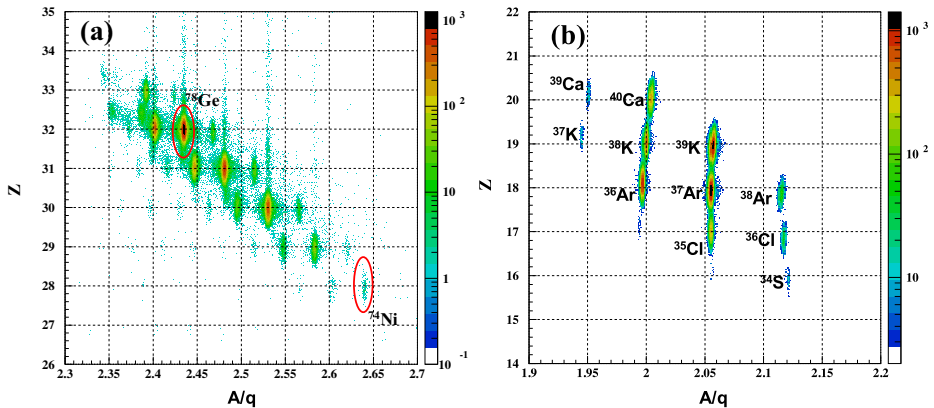 (a)
35
34
33
32
31
30
29
28
27
26
Z
2.3
2.4
2.45
2.5
2.55
2.6
2.65
2.7
A/q
⁷⁸Ge
⁷⁴Ni
10³
10²
10
1
10⁻¹
(b)
22
21
20
19
18
17
16
15
14
Z
1.9
1.95
2
2.05
2.1
2.15
2.2
A/q
³⁹Ca
⁴⁰Ca
³⁷K
³⁸K
³⁹K
³⁶Ar
³⁷Ar
³⁸Ar
³⁵Cl
³⁶Cl
³⁴S
10³
10²
10